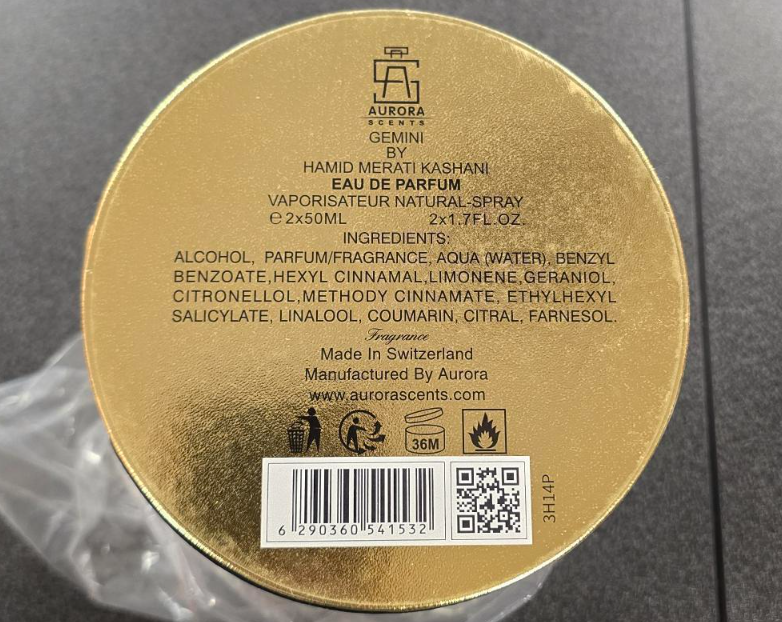 AURORA
SCENTS
GEMINI
BY
HAMID MERATI KASHANI
EAU DE PARFUM
VAPORISATEUR NATURAL-SPRAY
℮ 2x50ML 2x1.7FL.OZ.
INGREDIENTS:
ALCOHOL, PARFUM/FRAGRANCE, AQUA (WATER), BENZYL
BENZOATE,HEXYL CINNAMAL,LIMONENE,GERANIOL,
CITRONELLOL,METHODY CINNAMATE, ETHYLHEXYL
SALICYLATE, LINALOOL, COUMARIN, CITRAL, FARNESOL.
Fragrance
Made In Switzerland
Manufactured By Aurora
www.aurorascents.com
36M
6 290360 541532
3H14P